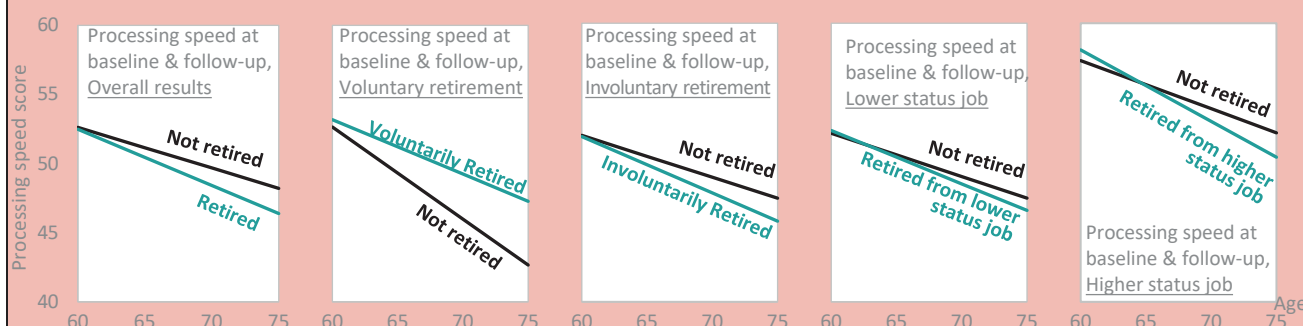 Processing speed score
60
55
50
45
40
Processing speed at
baseline & follow-up,
Overall results
Not retired
Retired
60 65 70 75
Processing speed at
baseline & follow-up,
Voluntary retirement
Voluntarily Retired
Not retired
60 65 70 75
Processing speed at
baseline & follow-up,
Involuntary retirement
Not retired
Involuntarily Retired
60 65 70 75
Processing speed at
baseline & follow-up,
Lower status job
Not retired
Retired from lower
status job
60 65 70 75
Not retired
Retired from higher
status job
Processing speed at
baseline & follow-up,
Higher status job
Age
60 65 70 75